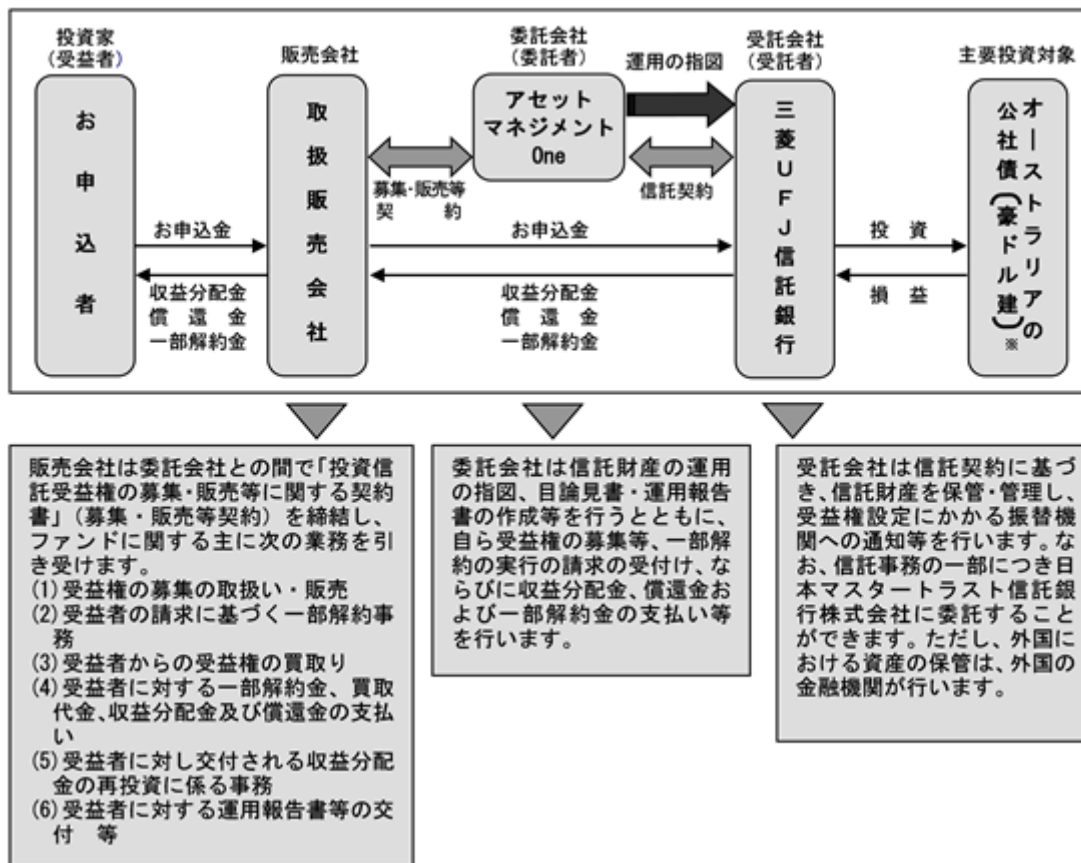 投資家
(受益者)
お申込者
販売会社
取扱販売会社
委託会社
(委託者)
アセット
マネジメント
One
運用の指図
受託会社
(受託者)
三菱UFJ信託銀行
主要投資対象
オーストラリアの
公社債(豪ドル建)※
募集・販売等
契約
信託契約
お申込金
収益分配金
償還金
一部解約金
お申込金
収益分配金
償還金
一部解約金
投資
損益
販売会社は委託会社との間で「投資信
託受益権の募集・販売等に関する契約
書」(募集・販売等契約)を締結し、
ファンドに関する主に次の業務を引
き受けます。
(1)受益権の募集の取扱い・販売
(2)受益者の請求に基づく一部解約事
務
(3)受益者からの受益権の買取り
(4)受益者に対する一部解約金、買取
代金、収益分配金及び償還金の支払
い
(5)受益者に対し交付される収益分配
金の再投資に係る事務
(6)受益者に対する運用報告書等の交
付 等
委託会社は信託財産の運用
の指図、目論見書・運用報告
書の作成等を行うとともに、
自ら受益権の募集等、一部解
約の実行の請求の受付け、な
らびに収益分配金、償還金お
よび一部解約金の支払い等
を行います。
受託会社は信託契約に基づ
き、信託財産を保管・管理し、
受益権設定にかかる振替機
関への通知等を行います。な
お、信託事務の一部につき日
本マスタートラスト信託銀
行株式会社に委託すること
ができます。ただし、外国に
おける資産の保管は、外国の
金融機関が行います。